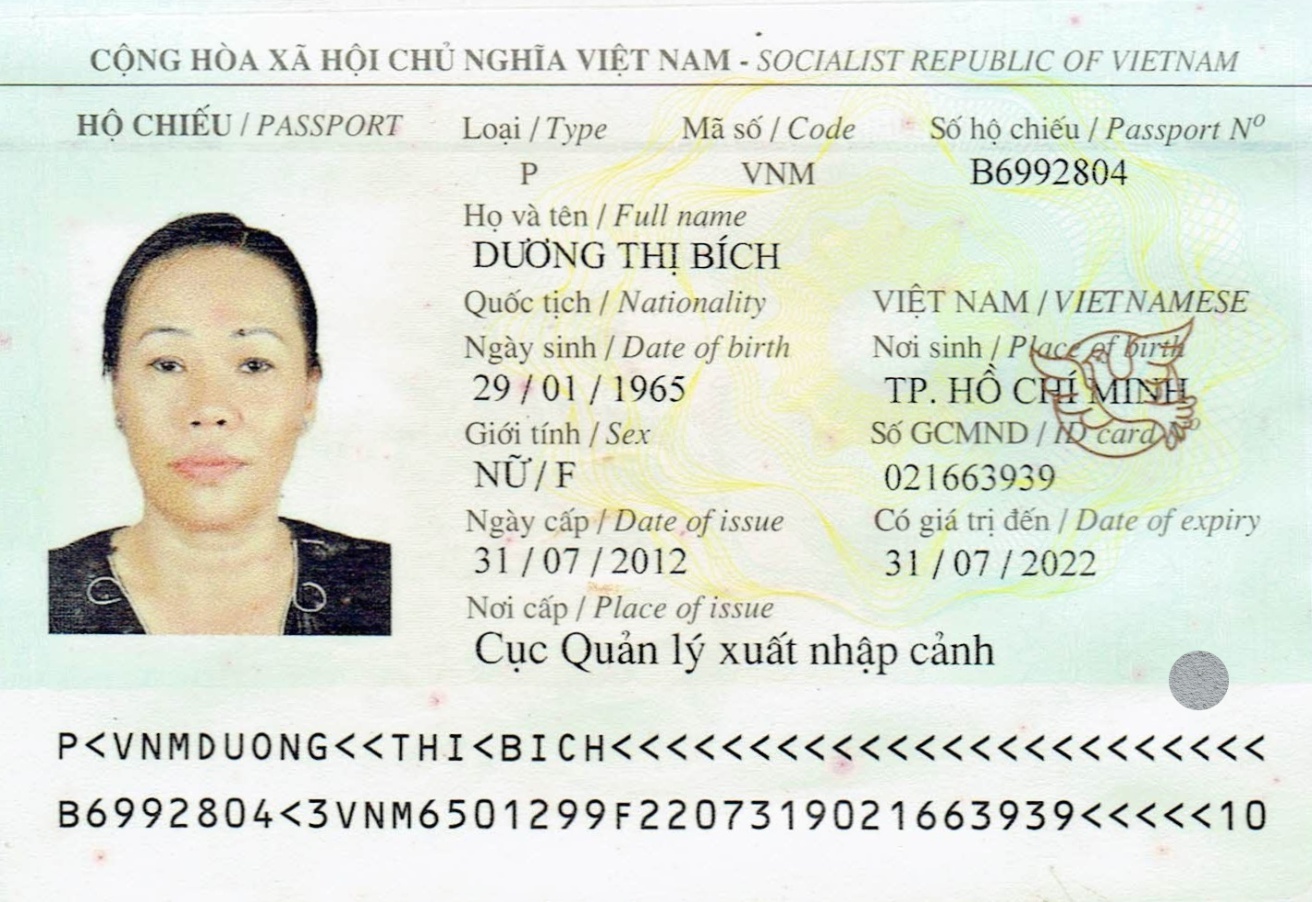 CỘNG HÒA XÃ HỘI CHỦ NGHĨA VIỆT NAM - SOCIALIST REPUBLIC OF VIETNAM
HỘ CHIẾU / PASSPORT Loại / Type Mã số / Code Số hộ chiếu / Passport Nº
P VNM B6992804
Họ và tên / Full name
DƯƠNG THỊ BÍCH
Quốc tịch / Nationality VIỆT NAM / VIETNAMESE
Ngày sinh / Date of birth Nơi sinh / Place of birth
29 / 01 / 1965 TP. HỒ CHÍ MINH
Giới tính / Sex Số GCMND / ID card Nº
NỮ / F 021663939
Ngày cấp / Date of issue Có giá trị đến / Date of expiry
31 / 07 / 2012 31 / 07 / 2022
Nơi cấp / Place of issue
Cục Quản lý xuất nhập cảnh
P<VNMDUONG<<THI<BICH<<<<<<<<<<<<<<<<<<<<<<<<
B6992804<3VNM6501299F2207319021663939<<<<<10